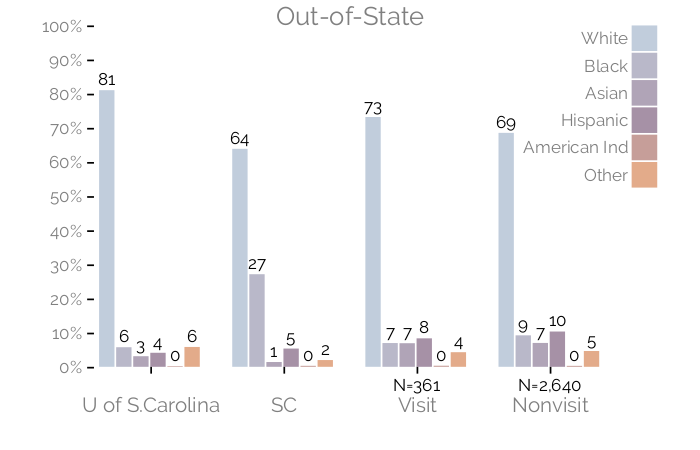 Out-of-State
100%
90%
80%
70%
60%
50%
40%
30%
20%
10%
0%
White
Black
Asian
Hispanic
American Ind
Other
81
6
3
4
0
6
64
27
1
5
0
2
73
7
7
8
0
4
69
9
7
10
0
5
N=361
N=2,640
U of S.Carolina
SC
Visit
Nonvisit